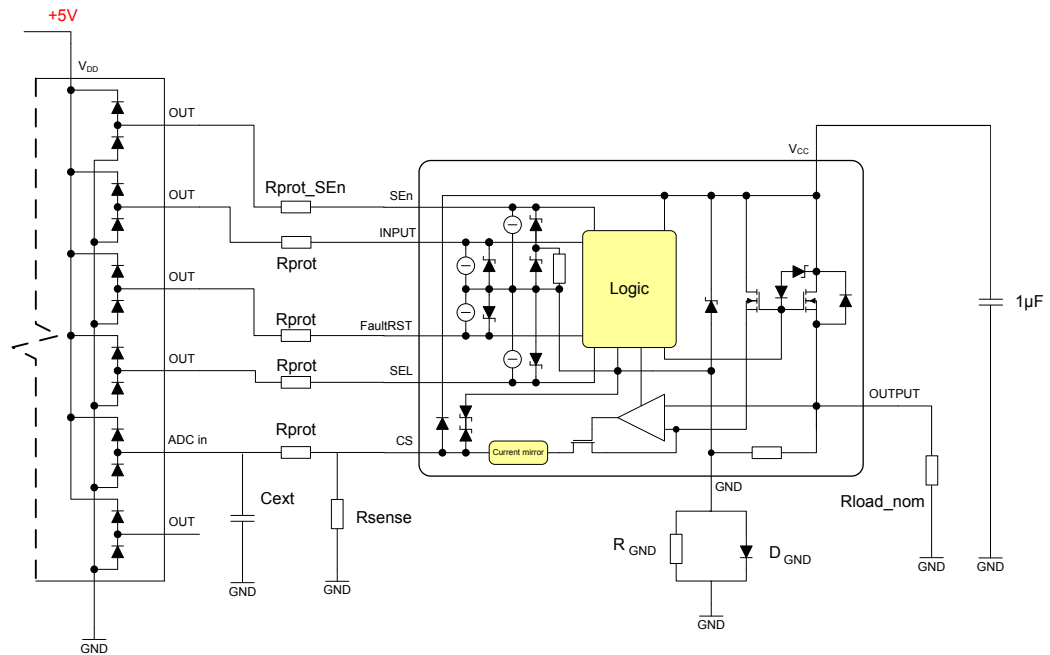 +5V
VDD
OUT
OUT
OUT
OUT
ADC in
OUT
GND
Rprot_SEn
Rprot
Rprot
Rprot
Rprot
Cext
GND
Rsense
GND
SEn
INPUT
FaultRST
SEL
CS
VCC
Logic
Current mirror
OUTPUT
GND
R GND
D GND
GND
Rload_nom
GND
1µF
GND